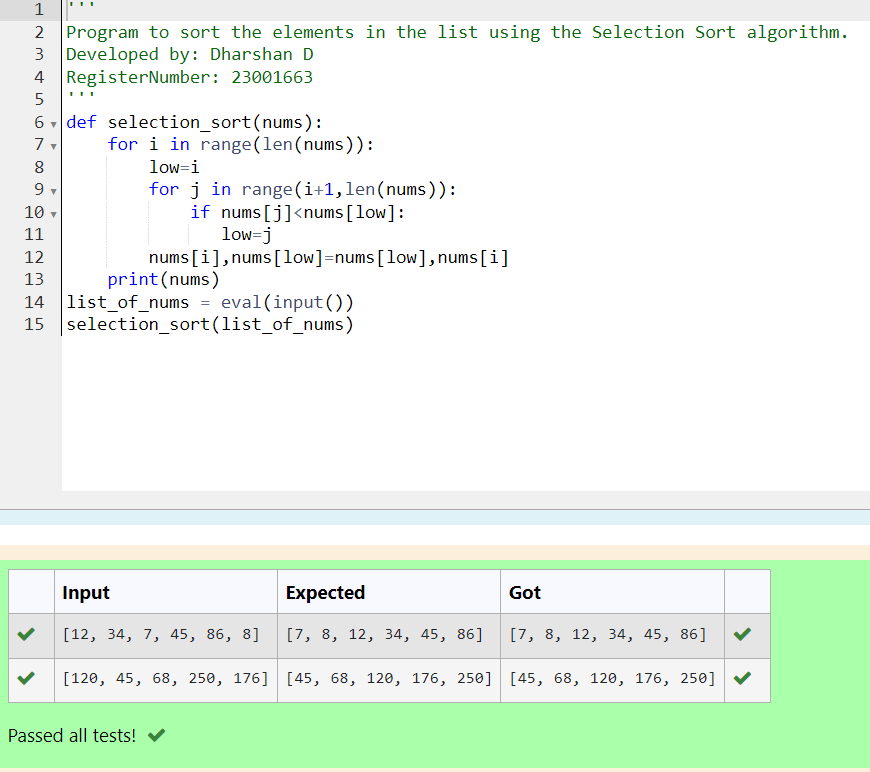 1 '''
2 Program to sort the elements in the list using the Selection Sort algorithm.
3 Developed by: Dharshan D
4 RegisterNumber: 23001663
5 '''
6 def selection_sort(nums):
7     for i in range(len(nums)):
8         low=i
9         for j in range(i+1,len(nums)):
10             if nums[j]<nums[low]:
11                low=j
12         nums[i],nums[low]=nums[low],nums[i]
13     print(nums)
14 list_of_nums = eval(input())
15 selection_sort(list_of_nums)
Input Expected Got
[12, 34, 7, 45, 86, 8] [7, 8, 12, 34, 45, 86] [7, 8, 12, 34, 45, 86]
[120, 45, 68, 250, 176] [45, 68, 120, 176, 250] [45, 68, 120, 176, 250]
Passed all tests!